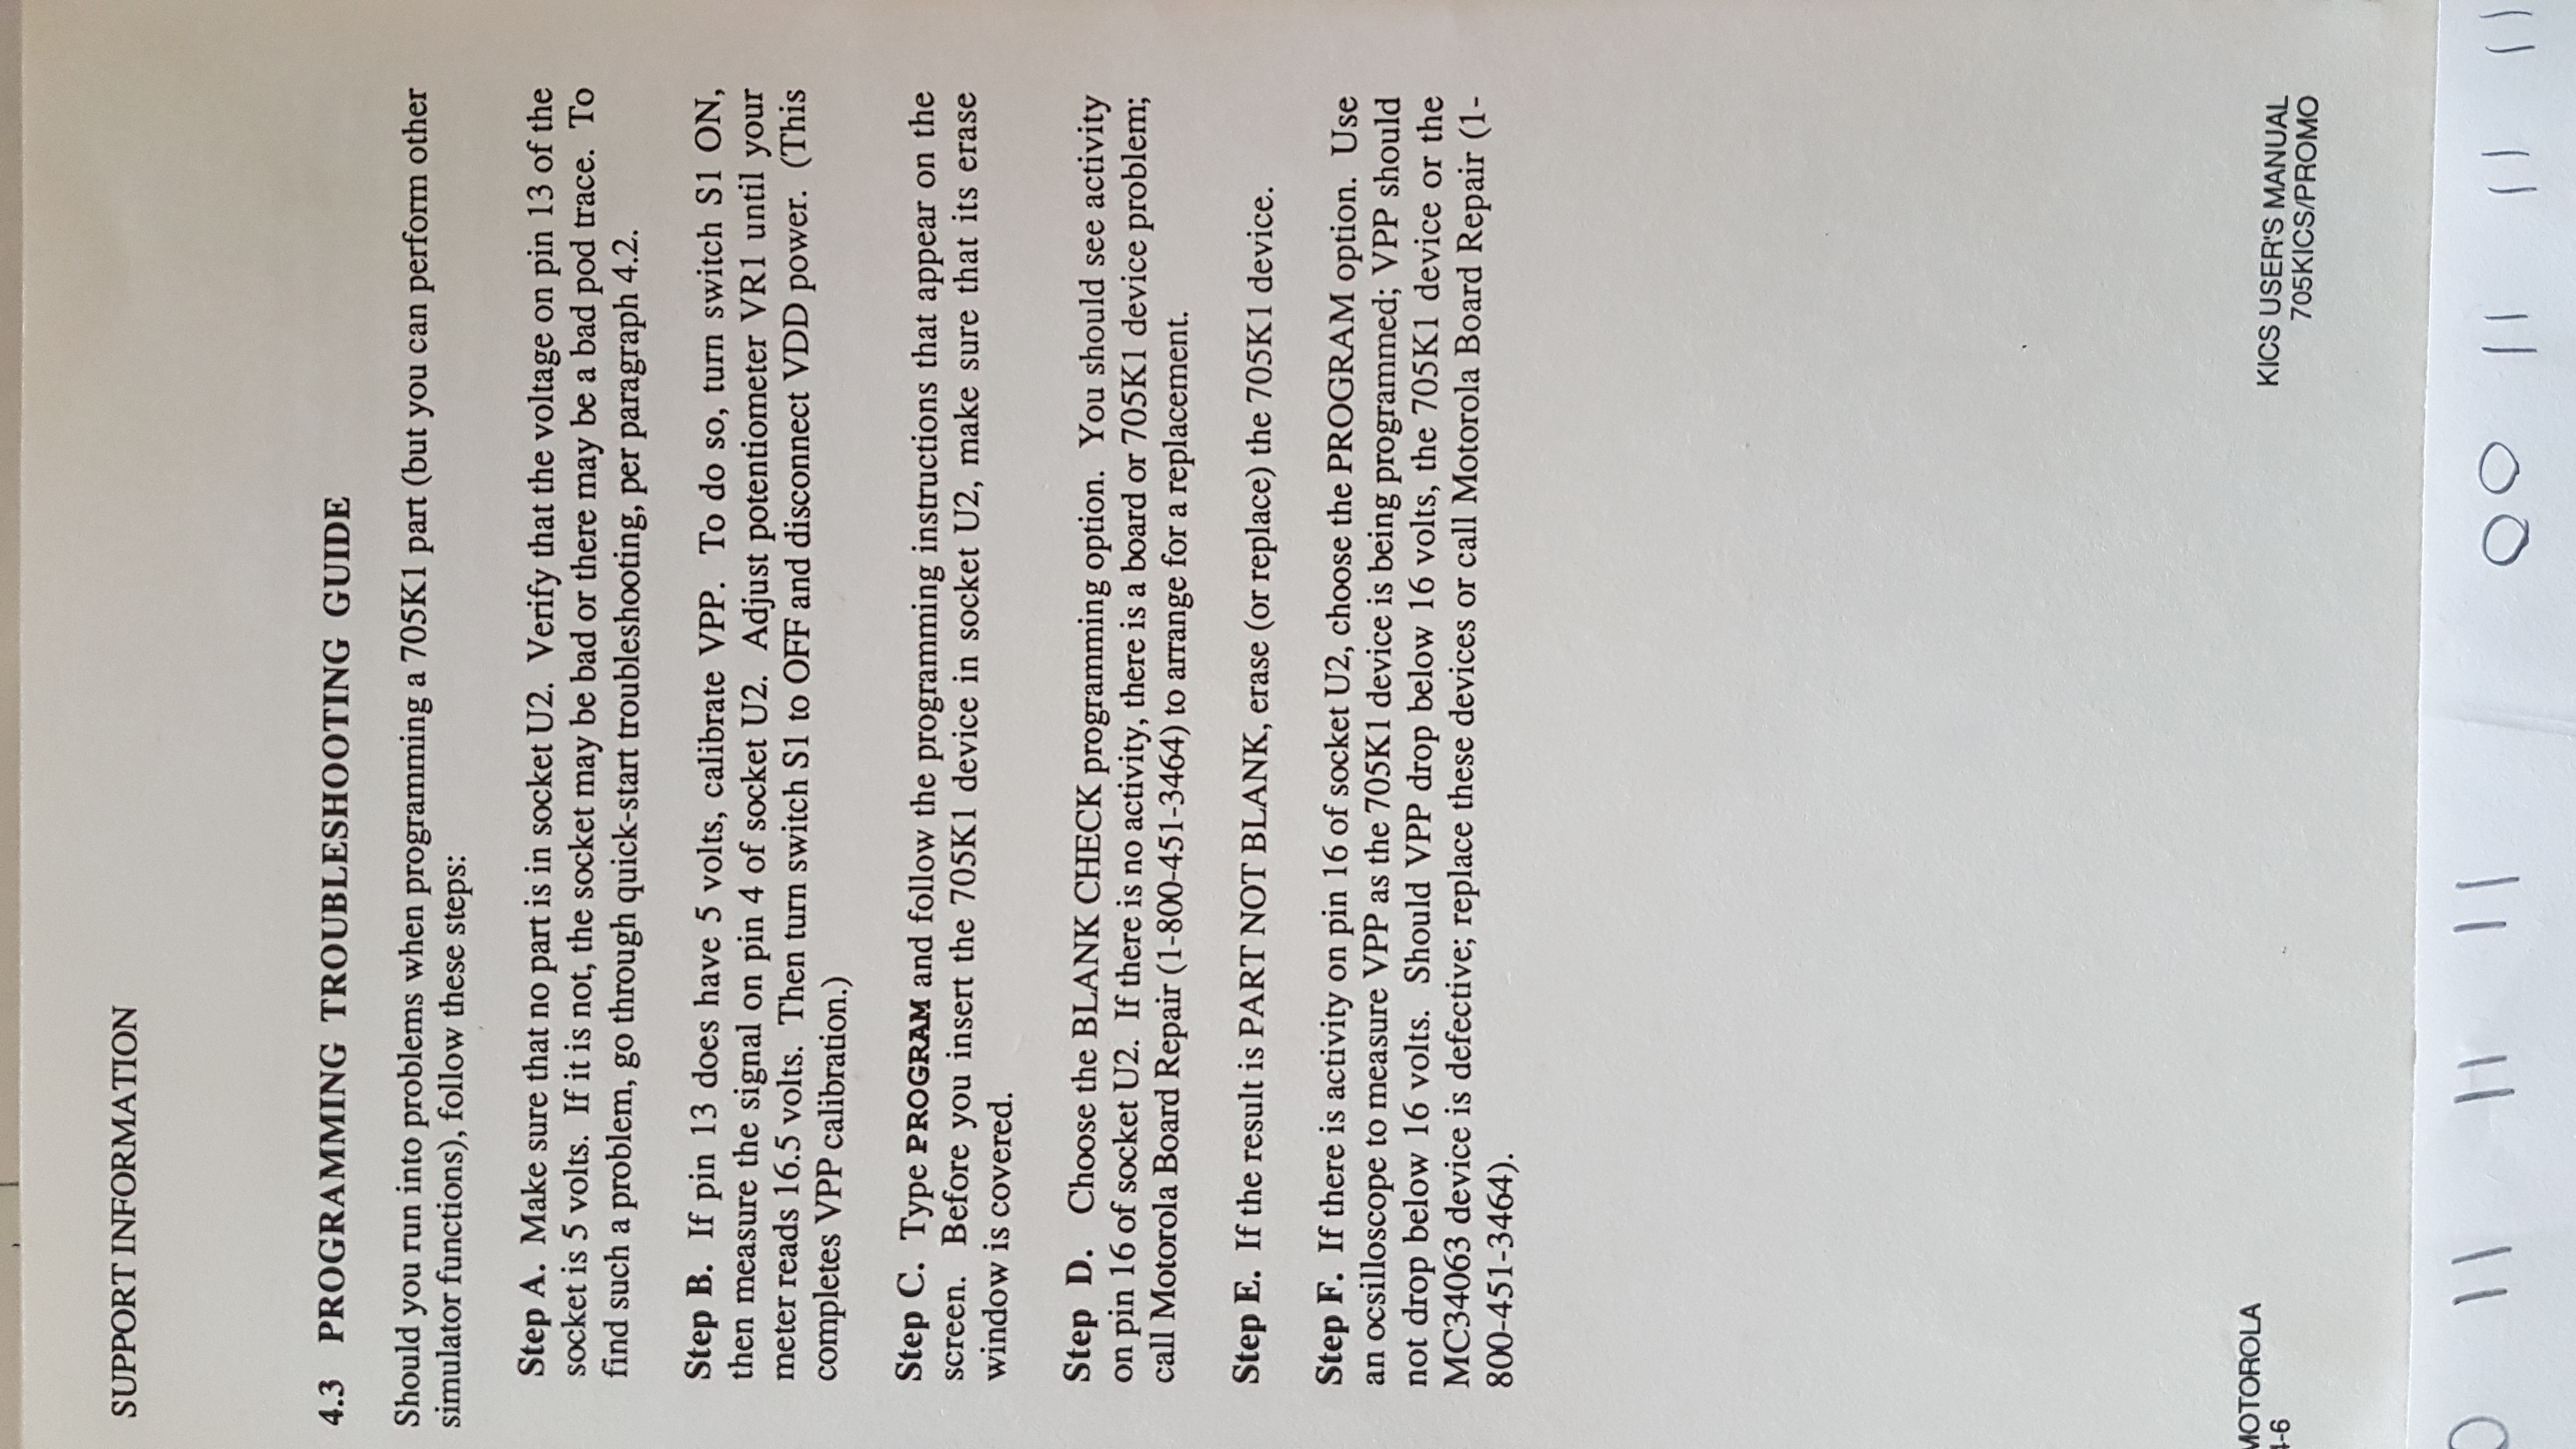 SUPPORT INFORMATION
4.3 PROGRAMMING TROUBLESHOOTING GUIDE
Should you run into problems when programming a 705K1 part (but you can perform other
simulator functions), follow these steps:
Step A. Make sure that no part is in socket U2. Verify that the voltage on pin 13 of the
socket is 5 volts. If it is not, the socket may be bad or there may be a bad pod trace. To
find such a problem, go through quick-start troubleshooting, per paragraph 4.2.
Step B. If pin 13 does have 5 volts, calibrate VPP. To do so, turn switch S1 ON,
then measure the signal on pin 4 of socket U2. Adjust potentiometer VR1 until your
meter reads 16.5 volts. Then turn switch S1 to OFF and disconnect VDD power. (This
completes VPP calibration.)
Step C. Type PROGRAM and follow the programming instructions that appear on the
screen. Before you insert the 705K1 device in socket U2, make sure that its erase
window is covered.
Step D. Choose the BLANK CHECK programming option. You should see activity
on pin 16 of socket U2. If there is no activity, there is a board or 705K1 device problem;
call Motorola Board Repair (1-800-451-3464) to arrange for a replacement.
Step E. If the result is PART NOT BLANK, erase (or replace) the 705K1 device.
Step F. If there is activity on pin 16 of socket U2, choose the PROGRAM option. Use
an ocsilloscope to measure VPP as the 705K1 device is being programmed; VPP should
not drop below 16 volts. Should VPP drop below 16 volts, the 705K1 device or the
MC34063 device is defective; replace these devices or call Motorola Board Repair (1-
800-451-3464).
MOTOROLA
4-6
KICS USER'S MANUAL
705KICS/PROMO
0 11 11 11 00 11 11 11